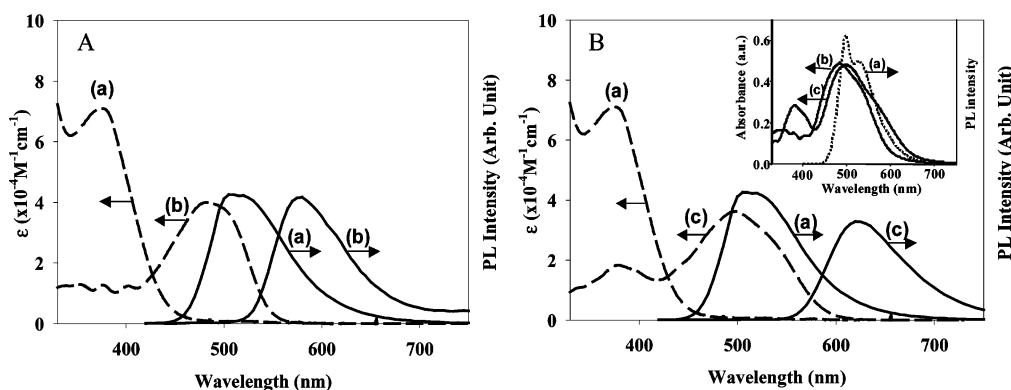 A
10
8
6
4
2
0
ε (x10⁻⁴M⁻¹cm⁻¹)
(a)
(b)
(a)
(b)
400
500
600
700
Wavelength (nm)
PL Intensity (Arb. Unit)
B
10
8
6
4
2
0
ε (x10⁻⁴M⁻¹cm⁻¹)
(a)
(c)
(a)
(c)
400
500
600
700
Wavelength (nm)
PL Intensity (Arb. Unit)
0.6
0.4
0.2
0.0
Absorbance (a.u.)
(b)
(a)
(c)
400
500
600
700
Wavelength (nm)
PL intensity